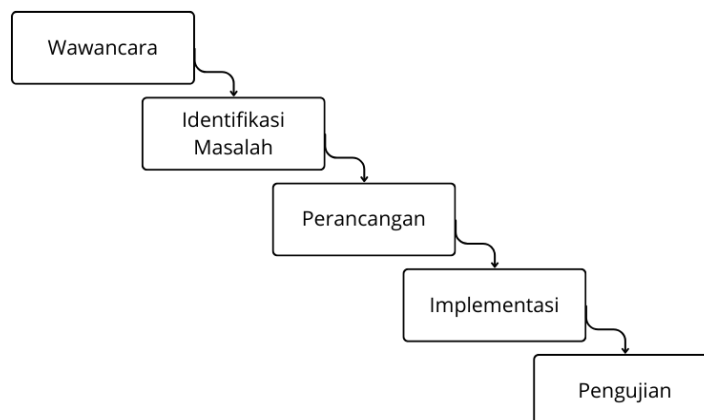 Wawancara
Identifikasi
Masalah
Perancangan
Implementasi
Pengujian